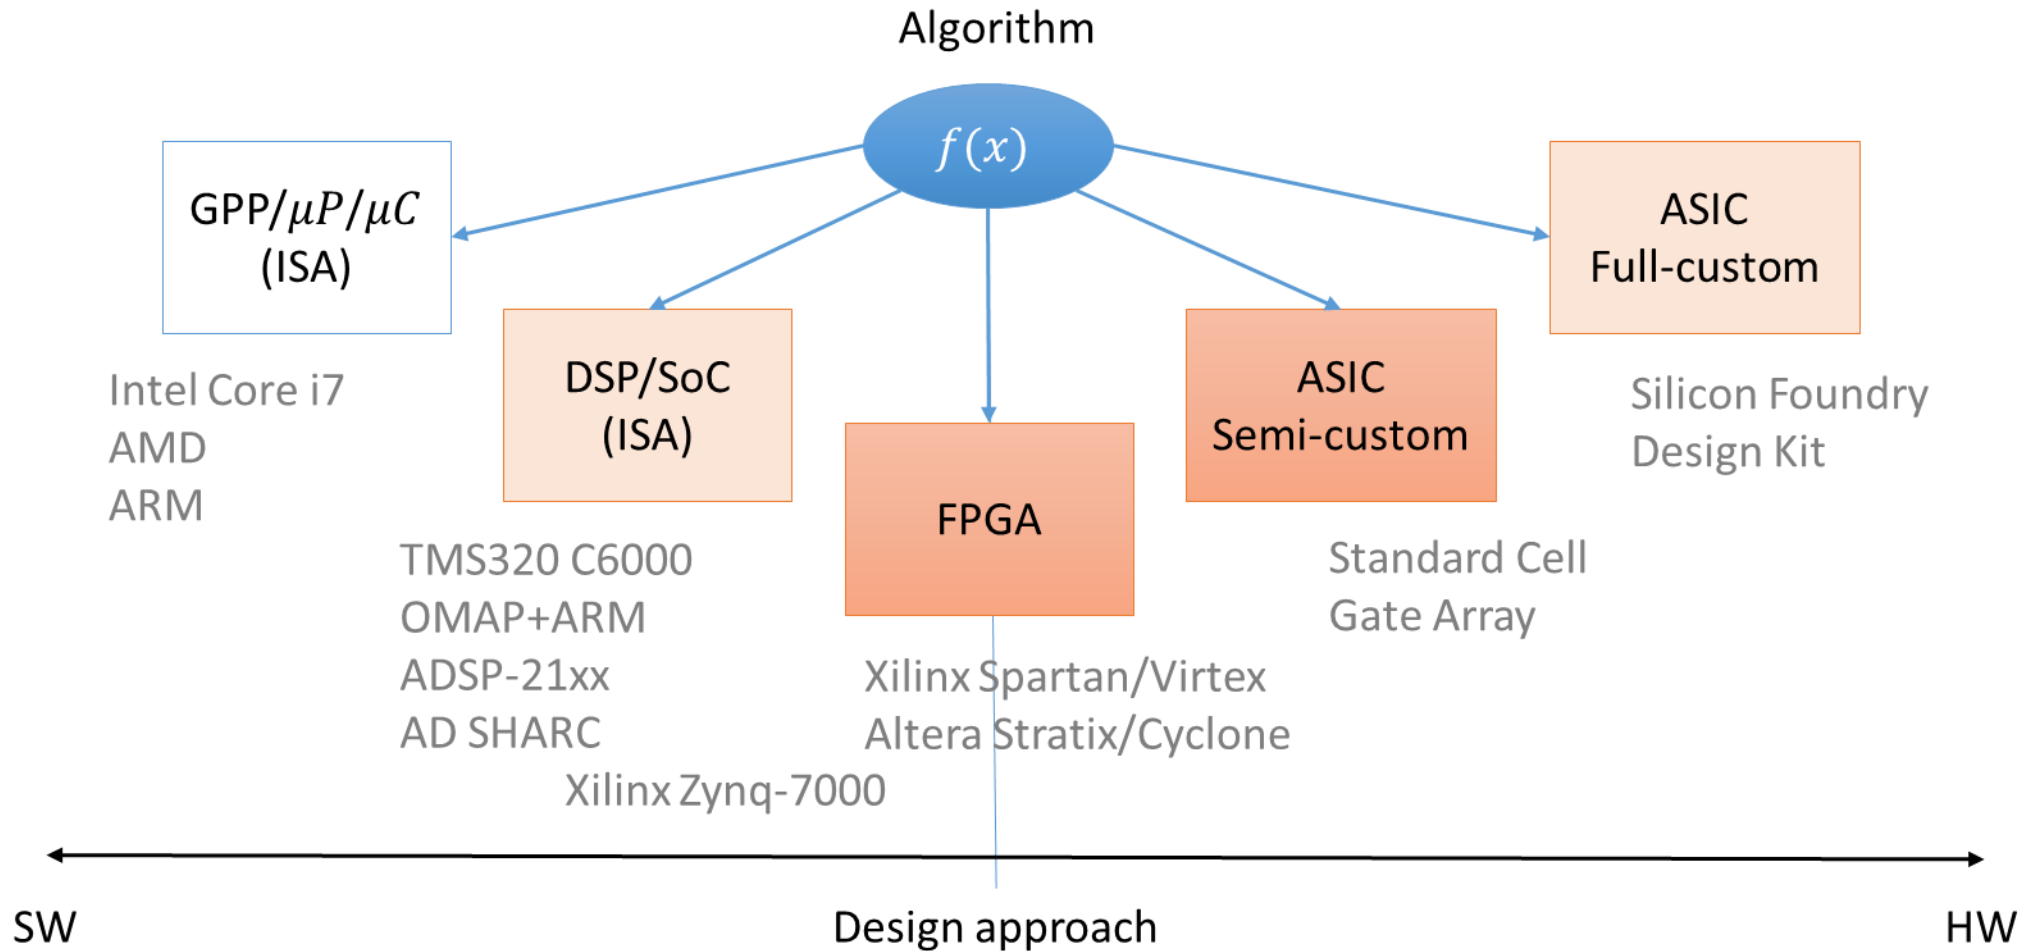 Algorithm
f(x)
GPP/μP/μC
(ISA)
Intel Core i7
AMD
ARM
DSP/SoC
(ISA)
TMS320 C6000
OMAP+ARM
ADSP-21xx
AD SHARC
Xilinx Zynq-7000
FPGA
Xilinx Spartan/Virtex
Altera Stratix/Cyclone
ASIC
Semi-custom
Standard Cell
Gate Array
ASIC
Full-custom
Silicon Foundry
Design Kit
SW
Design approach
HW